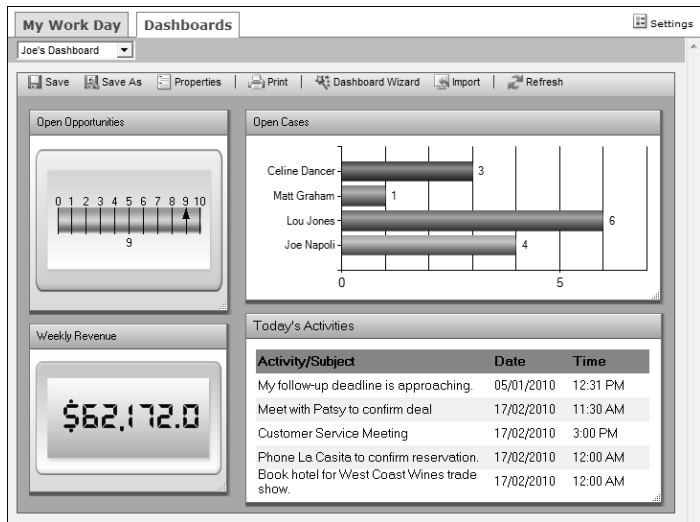 My Work Day Dashboards
Settings
Joe's Dashboard
Save Save As Properties Print Dashboard Wizard Import Refresh
Open Opportunities
0 1 2 3 4 5 6 7 8 9 10
9
Open Cases
Celine Dancer 3
Matt Graham 1
Lou Jones 6
Joe Napoli 4
0 5
Weekly Revenue
$62,172.0
Today's Activities
Activity/Subject Date Time
My follow-up deadline is approaching. 05/01/2010 12:31 PM
Meet with Patsy to confirm deal 17/02/2010 11:30 AM
Customer Service Meeting 17/02/2010 3:00 PM
Phone La Casita to confirm reservation. 17/02/2010 12:00 AM
Book hotel for West Coast Wines trade
show. 17/02/2010 12:00 AM